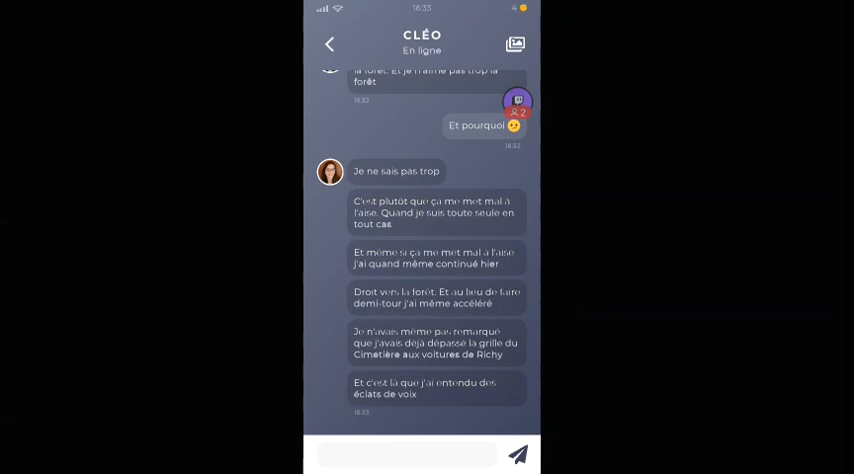 16:33
4
CLÉO
En ligne
la forêt. Et je n'aime pas trop la
forêt
16:32
2
Et pourquoi
16:32
Je ne sais pas trop
C'est plutôt que ça me met mal à
l'aise. Quand je suis toute seule en
tout cas
Et même si ça me met mal à l'aise
j'ai quand même continué hier
Droit vers la forêt. Et au lieu de faire
demi-tour j'ai même accéléré
Je n'avais même pas remarqué
que j'avais déjà dépassé la grille du
Cimetière aux voitures de Richy
Et c'est là que j'ai entendu des
éclats de voix
16:33